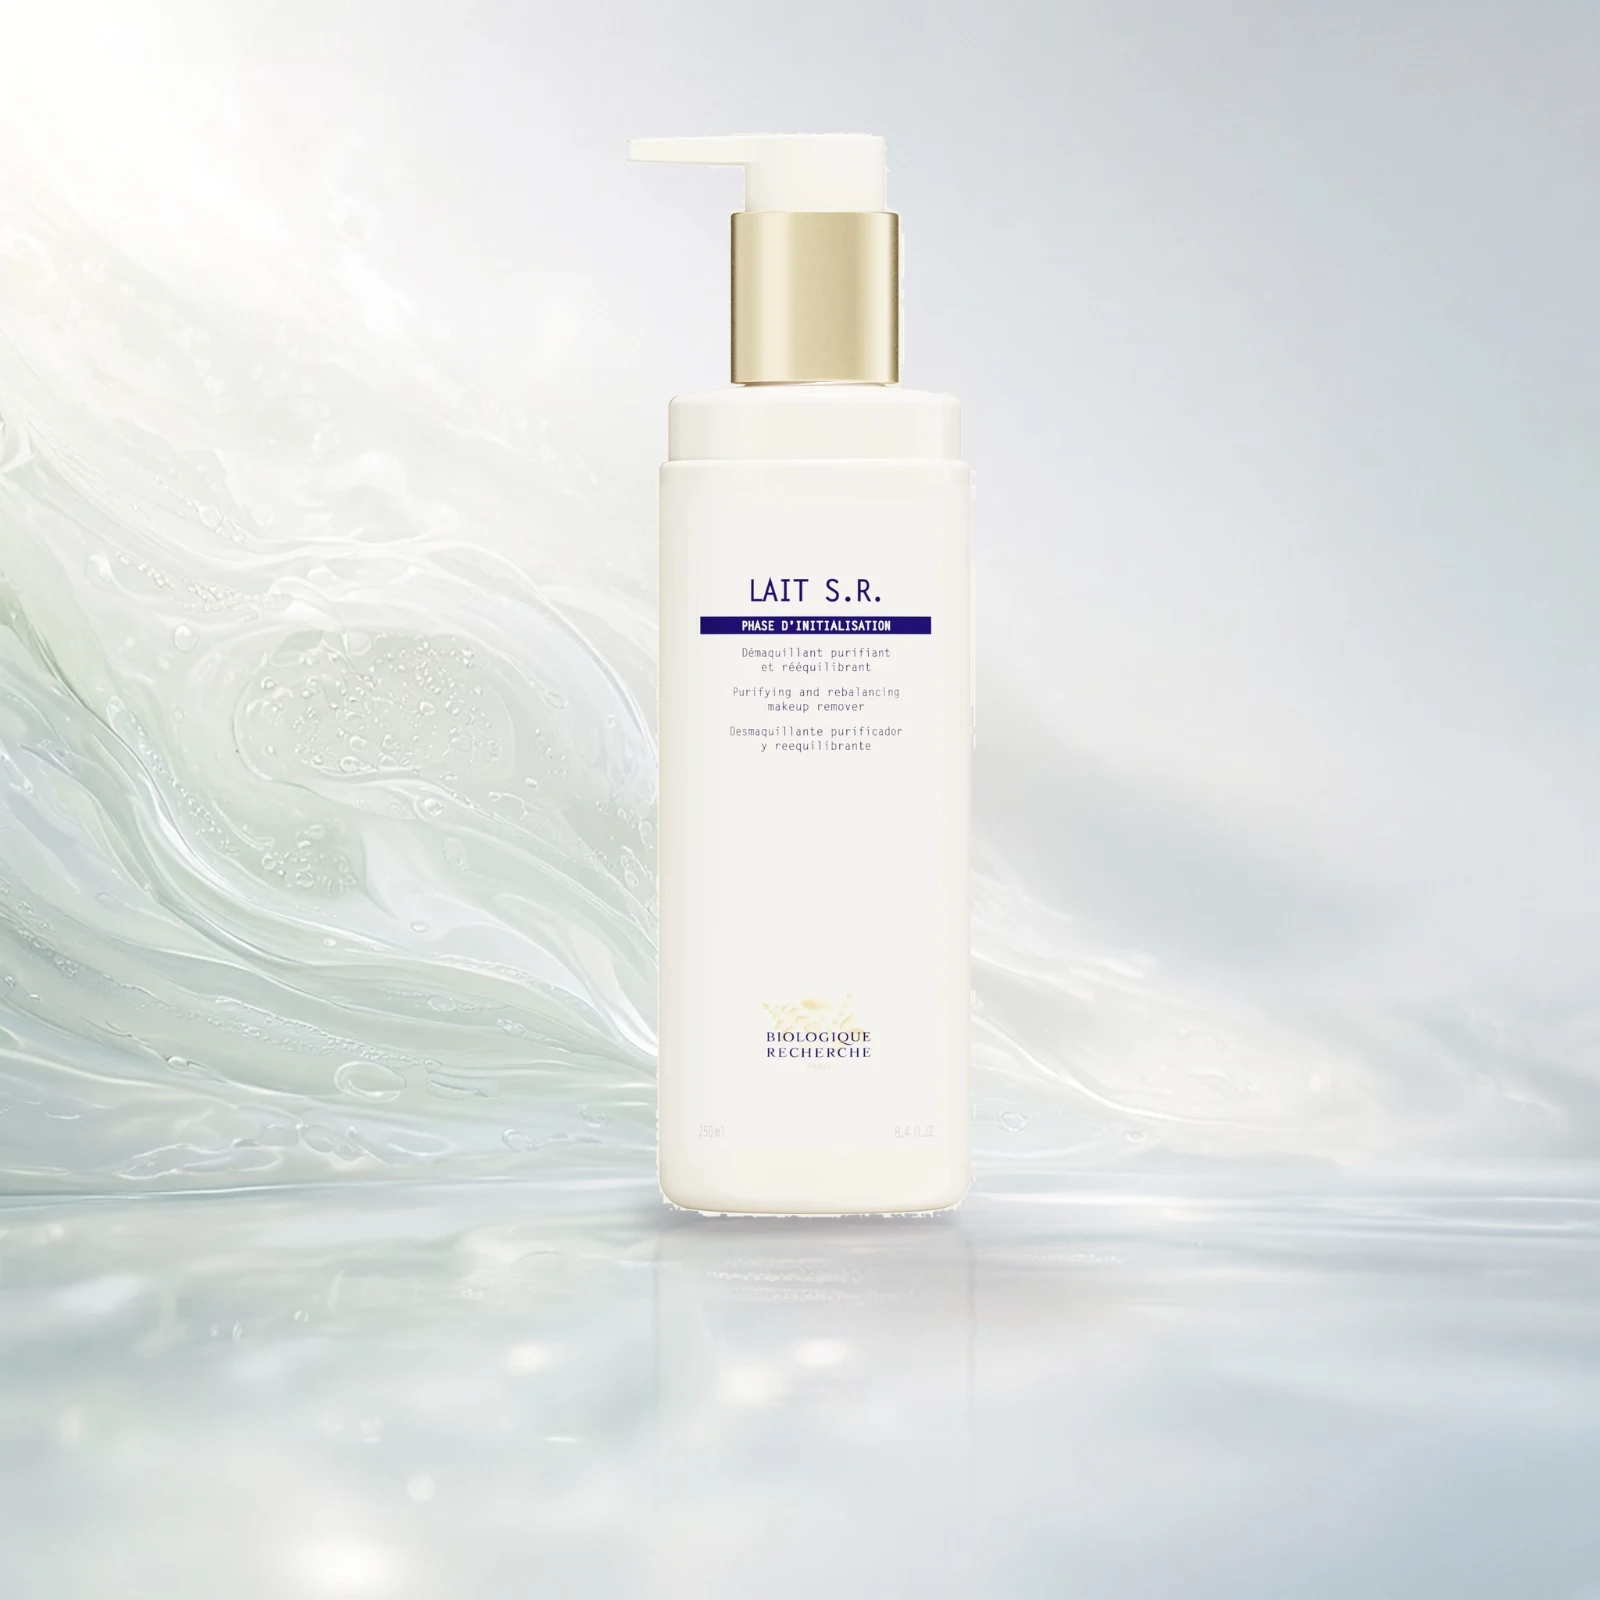 LAIT S.R.
PHASE D'INITIALISATION
Démaquillant purifiant
et rééquilibrant
Purifying and rebalancing
makeup remover
Desmaquillante purificador
y reequilibrante
BIOLOGIQUE
RECHERCHE
PARIS
250ml 8.4 fl.oz